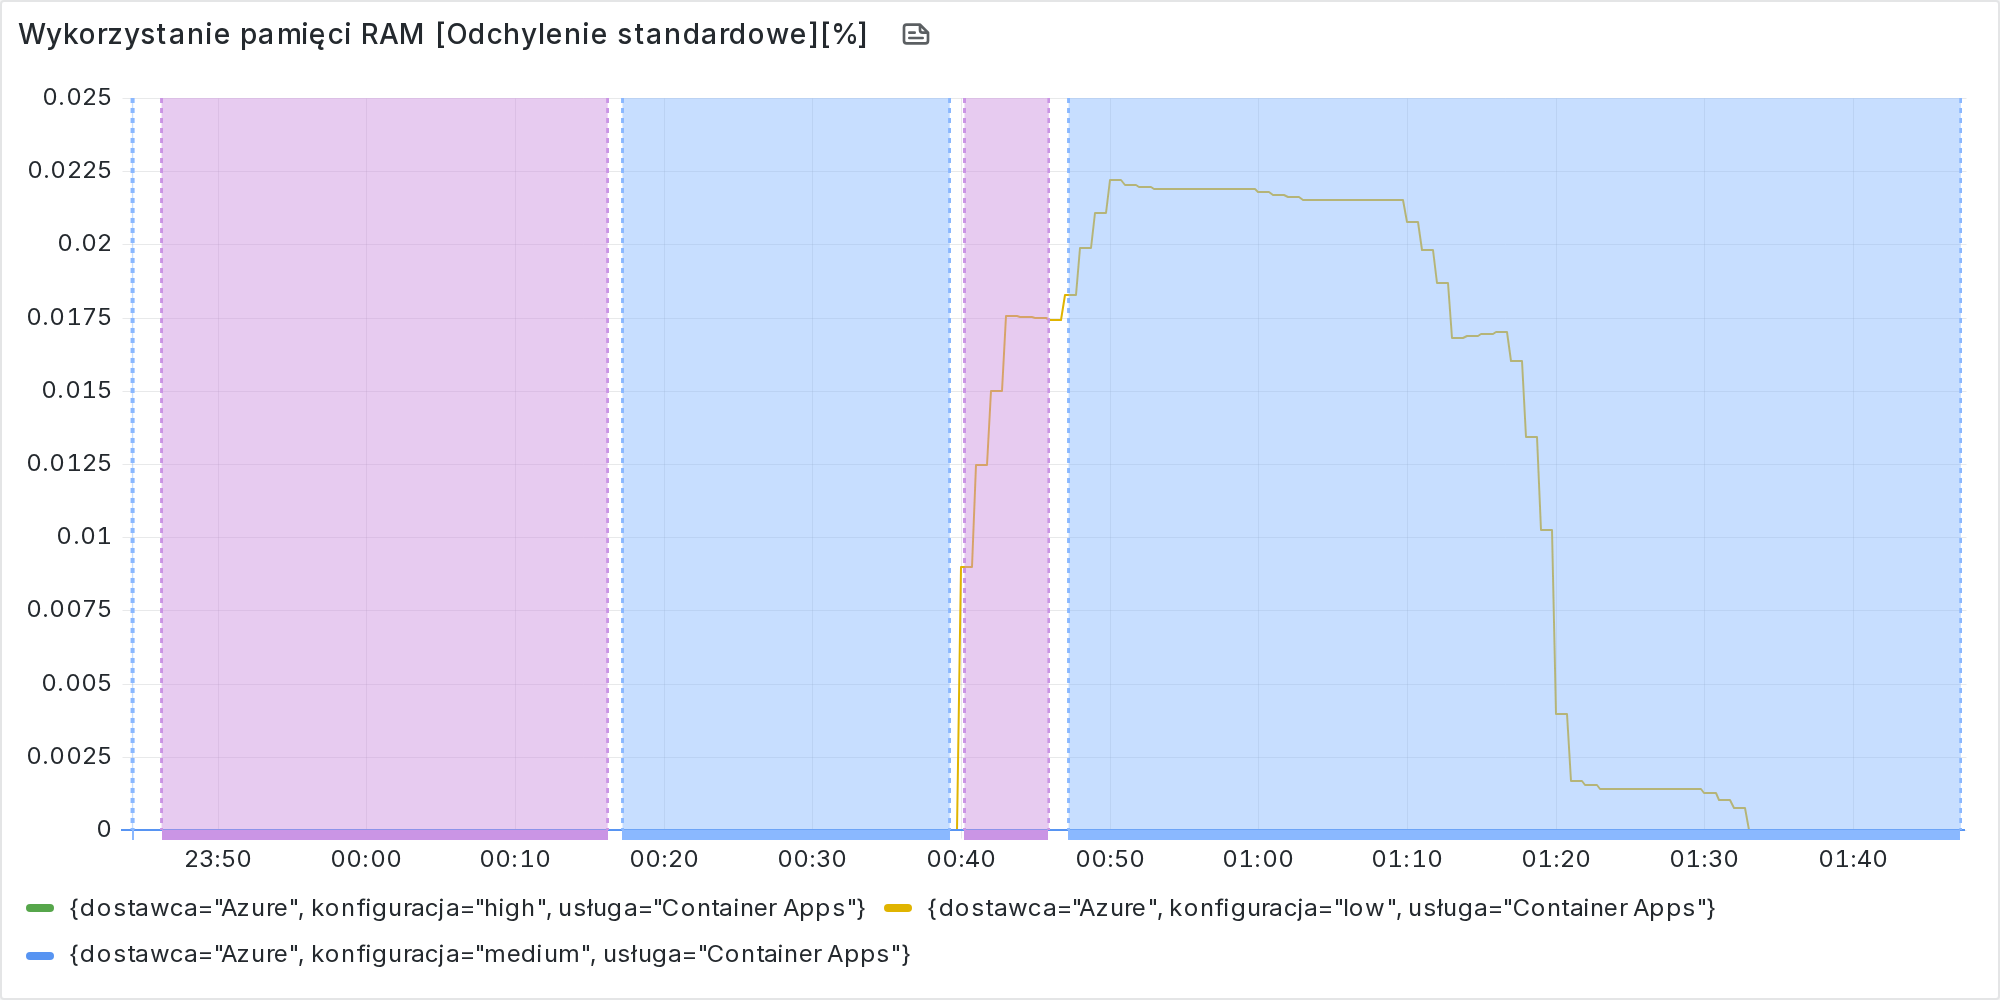 Wykorzystanie pamięci RAM [Odchylenie standardowe][%]
0.025
0.0225
0.02
0.0175
0.015
0.0125
0.01
0.0075
0.005
0.0025
0
23:50 00:00 00:10 00:20 00:30 00:40 00:50 01:00 01:10 01:20 01:30 01:40
{dostawca="Azure", konfiguracja="high", usługa="Container Apps"} {dostawca="Azure", konfiguracja="low", usługa="Container Apps"}
{dostawca="Azure", konfiguracja="medium", usługa="Container Apps"}